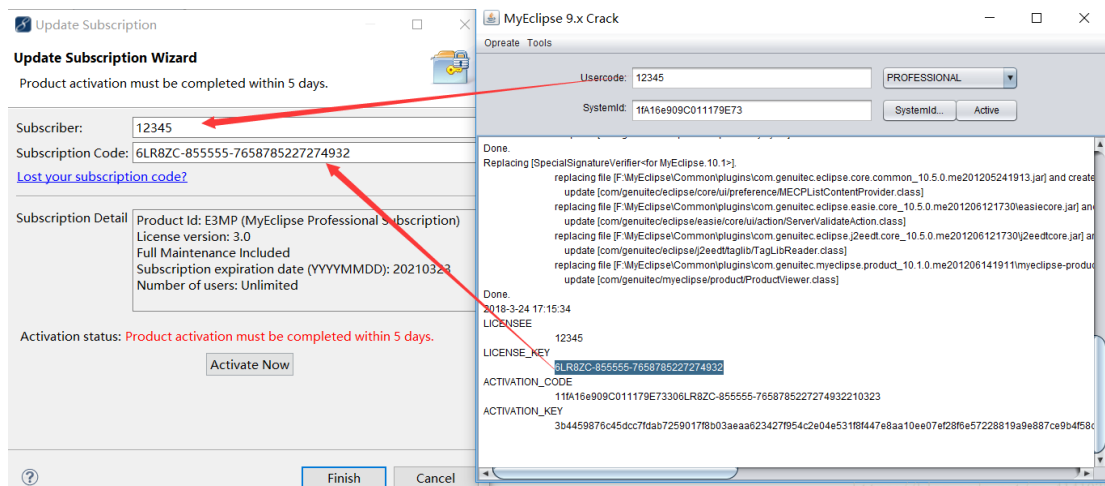 Update Subscription
Update Subscription Wizard
Product activation must be completed within 5 days.
Subscriber: 12345
Subscription Code: 6LR8ZC-855555-7658785227274932
Lost your subscription code?
Subscription Detail
Product Id: E3MP (MyEclipse Professional Subscription)
License version: 3.0
Full Maintenance Included
Subscription expiration date (YYYYMMDD): 20210323
Number of users: Unlimited
Activation status: Product activation must be completed within 5 days.
Activate Now
Finish Cancel
MyEclipse 9.x Crack
Opreate Tools
Usercode: 12345 PROFESSIONAL
SystemId: 1fA16e909C011179E73 SystemId... Active
Done.
Replacing [SpecialSignatureVerifier<for MyEclipse.10.1>].
replacing file [F:\MyEclipse\Common\plugins\com.genuitec.eclipse.core.common_10.5.0.me201205241913.jar] and create
update [com/genuitec/eclipse/core/ui/preference/MECPListContentProvider.class]
replacing file [F:\MyEclipse\Common\plugins\com.genuitec.eclipse.easie.core_10.5.0.me201206121730\easiecore.jar] an
update [com/genuitec/eclipse/easie/core/ui/action/ServerValidateAction.class]
replacing file [F:\MyEclipse\Common\plugins\com.genuitec.eclipse.j2eedt.core_10.5.0.me201206121730\j2eedtcore.jar] a
update [com/genuitec/eclipse/j2eedt/taglib/TagLibReader.class]
replacing file [F:\MyEclipse\Common\plugins\com.genuitec.myeclipse.product_10.1.0.me201206141911\myeclipse-produ
update [com/genuitec/myeclipse/product/ProductViewer.class]
Done.
2018-3-24 17:15:34
LICENSEE
12345
LICENSE_KEY
6LR8ZC-855555-7658785227274932
ACTIVATION_CODE
11fA16e909C011179E73306LR8ZC-855555-7658785227274932210323
ACTIVATION_KEY
3b4459876c45dcc7fdab7259017f8b03aeaa623427f954c2e04e531f8f447e8aa10ee07ef28f6e57228819a9e887ce9b4f58